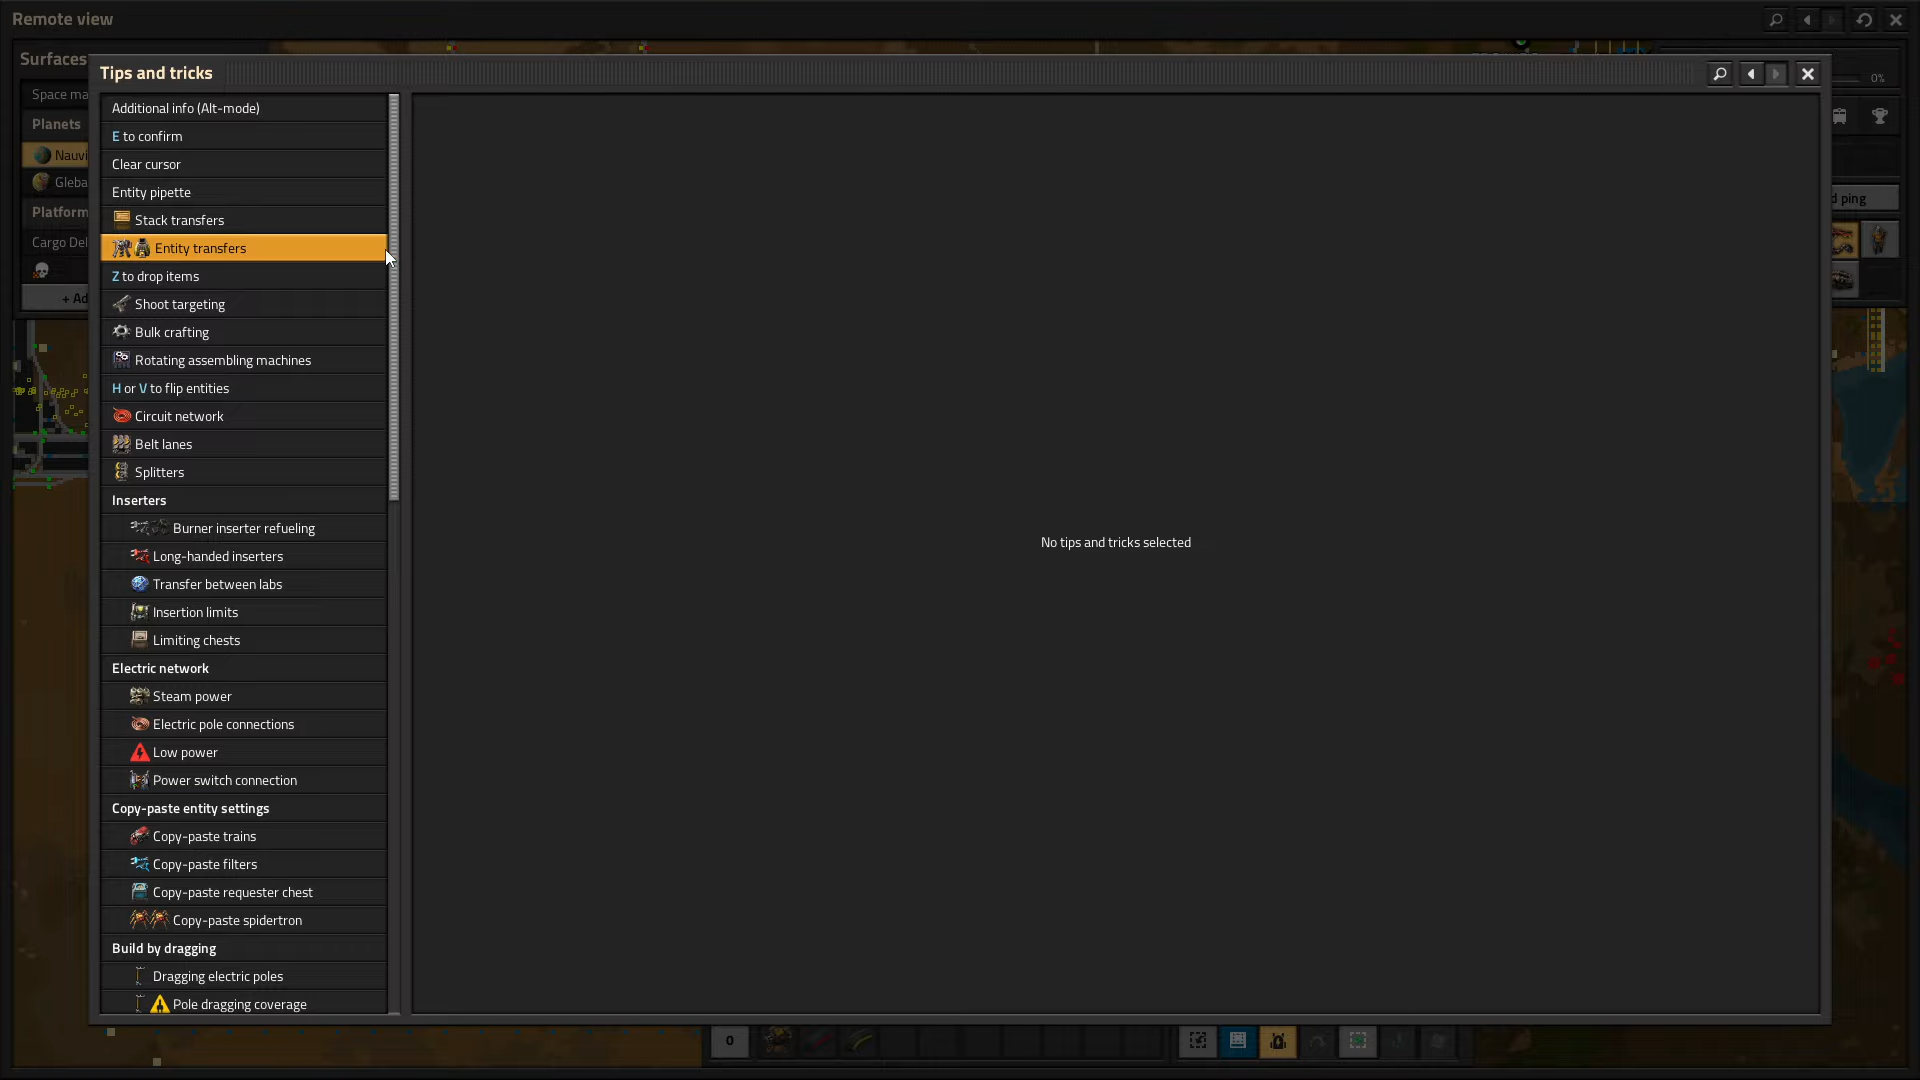 Remote view
Surfaces
Space ma
Planets
Nauvi
Gleba
Platform
Cargo Del
+ Ad
0%
d ping
Tips and tricks
Additional info (Alt-mode)
E to confirm
Clear cursor
Entity pipette
Stack transfers
Entity transfers
Z to drop items
Shoot targeting
Bulk crafting
Rotating assembling machines
H or V to flip entities
Circuit network
Belt lanes
Splitters
Inserters
Burner inserter refueling
Long-handed inserters
Transfer between labs
Insertion limits
Limiting chests
Electric network
Steam power
Electric pole connections
Low power
Power switch connection
Copy-paste entity settings
Copy-paste trains
Copy-paste filters
Copy-paste requester chest
Copy-paste spidertron
Build by dragging
Dragging electric poles
Pole dragging coverage
No tips and tricks selected
0